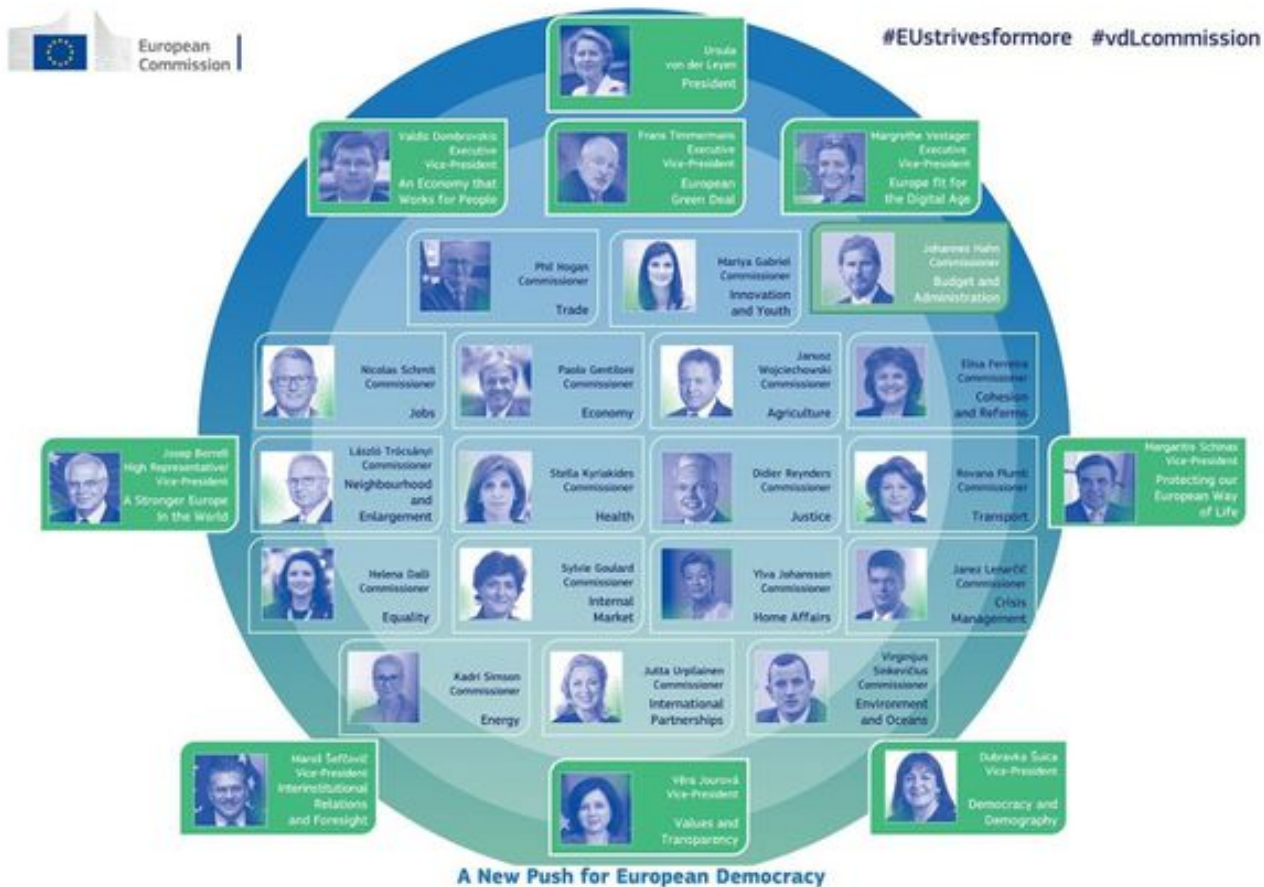 European
Commission
#EUstrivesformore #vdLcommission
Ursula
von der Leyen
President
Valdis Dombrovskis
Executive
Vice-President
An Economy that
Works for People
Frans Timmermans
Executive
Vice-President
European
Green Deal
Margrethe Vestager
Executive
Vice-President
Europe fit for
the Digital Age
Phil Hogan
Commissioner
Trade
Mariya Gabriel
Commissioner
Innovation
and Youth
Johannes Hahn
Commissioner
Budget and
Administration
Nicolas Schmit
Commissioner
Jobs
Paolo Gentiloni
Commissioner
Economy
Janusz
Wojciechowski
Commissioner
Agriculture
Elisa Ferreira
Commissioner
Cohesion
and Reforms
Josep Borrell
High Representative/
Vice-President
A Stronger Europe
In the World
László Trócsányi
Commissioner
Neighbourhood
and
Enlargement
Stella Kyriakides
Commissioner
Health
Didier Reynders
Commissioner
Justice
Rovana Plumb
Commissioner
Transport
Margaritis Schinas
Vice-President
Protecting our
European Way
of Life
Helena Dalli
Commissioner
Equality
Sylvie Goulard
Commissioner
Internal
Market
Ylva Johansson
Commissioner
Home Affairs
Janez Lenarčič
Commissioner
Crisis
Management
Kadri Simson
Commissioner
Energy
Jutta Urpilainen
Commissioner
International
Partnerships
Virginijus
Sinkevičius
Commissioner
Environment
and Oceans
Maroš Šefčovič
Vice-President
Interinstitutional
Relations
and Foresight
Věra Jourová
Vice-President
Values and
Transparency
Dubravka Šuica
Vice-President
Democracy and
Demography
A New Push for European Democracy